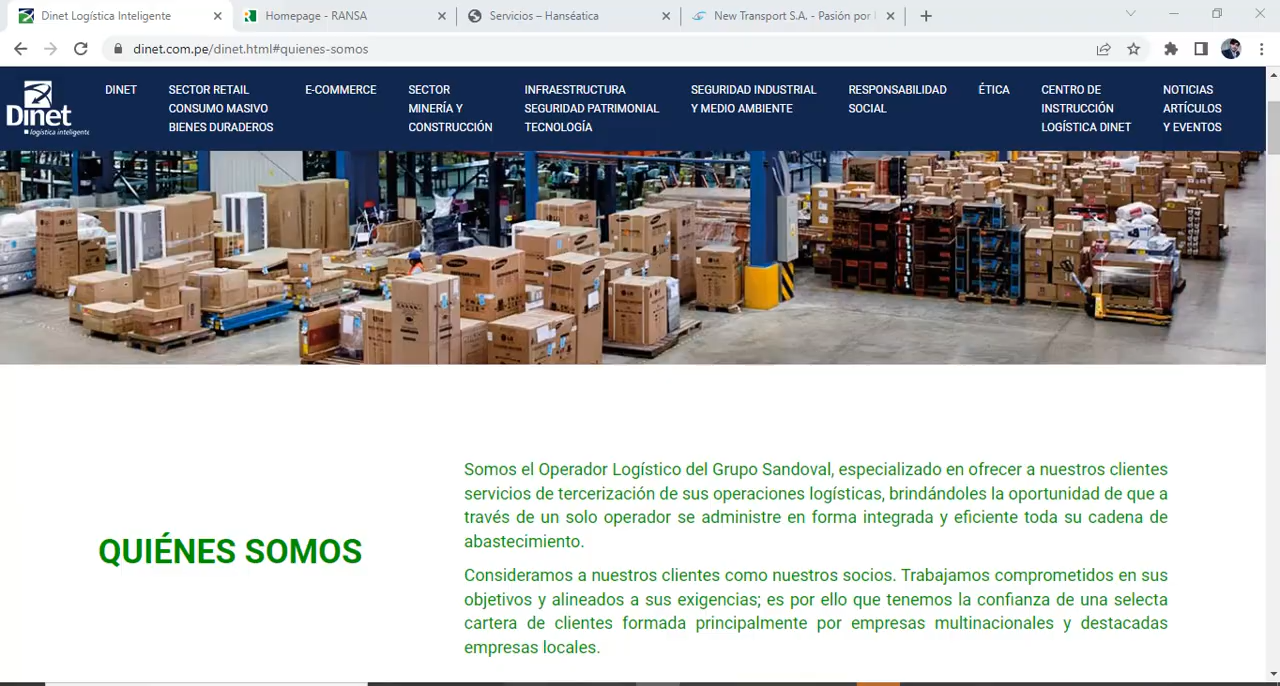 Dinet Logística Inteligente
Homepage - RANSA
Servicios – Hanséatica
New Transport S.A. - Pasión por
dinet.com.pe/dinet.html#quienes-somos
Dinet
logística inteligente
DINET
SECTOR RETAIL
CONSUMO MASIVO
BIENES DURADEROS
E-COMMERCE
SECTOR
MINERÍA Y
CONSTRUCCIÓN
INFRAESTRUCTURA
SEGURIDAD PATRIMONIAL
TECNOLOGÍA
SEGURIDAD INDUSTRIAL
Y MEDIO AMBIENTE
RESPONSABILIDAD
SOCIAL
ÉTICA
CENTRO DE
INSTRUCCIÓN
LOGÍSTICA DINET
NOTICIAS
ARTÍCULOS
Y EVENTOS
QUIÉNES SOMOS
Somos el Operador Logístico del Grupo Sandoval, especializado en ofrecer a nuestros clientes
servicios de tercerización de sus operaciones logísticas, brindándoles la oportunidad de que a
través de un solo operador se administre en forma integrada y eficiente toda su cadena de
abastecimiento.
Consideramos a nuestros clientes como nuestros socios. Trabajamos comprometidos en sus
objetivos y alineados a sus exigencias; es por ello que tenemos la confianza de una selecta
cartera de clientes formada principalmente por empresas multinacionales y destacadas
empresas locales.